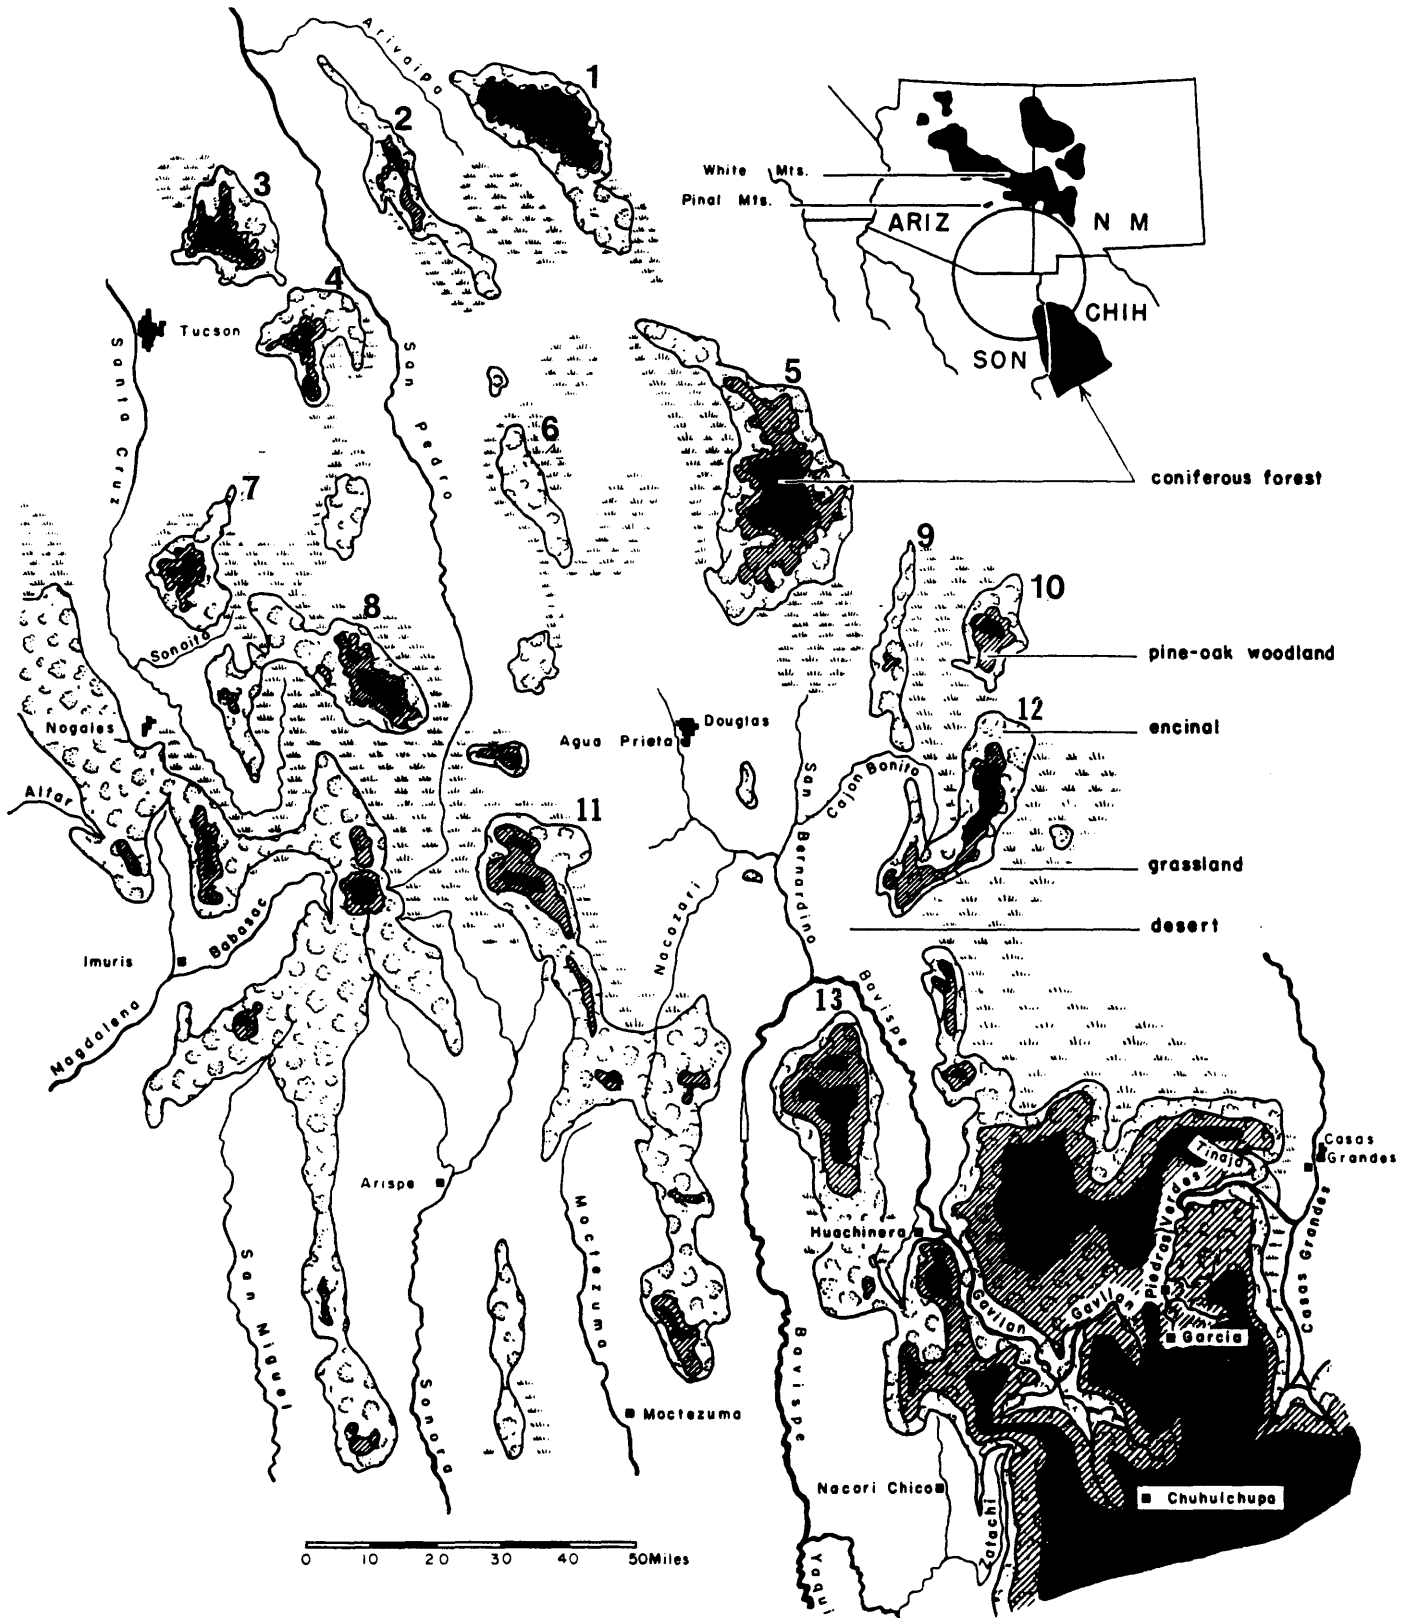 Arivaipa
1
2
3
4
White Mts.
Pinal Mts.
ARIZ
N M
CHIH
SON
Tucson
Santa Cruz
San Pedro
5
6
7
coniferous forest
8
9
10
Sonoita
pine-oak woodland
12
Nogales
Douglas
Agua Prieta
encinal
San Bernardino
Cajon Bonito
Altar
11
grassland
Nacozari
Babasac
desert
Imuris
Bavispe
13
Magdalena
Casas
Grandes
Tinaja
Arispe
Piedras Verdes
Casas Grandes
Huachinera
Moctezuma
San Miguel
Gavilan
Gavilan
Garcia
Bavispe
Sonora
Moctezuma
Nacori Chico
Chuhuichupa
Zatachi
Yaqui
0 10 20 30 40 50 Miles